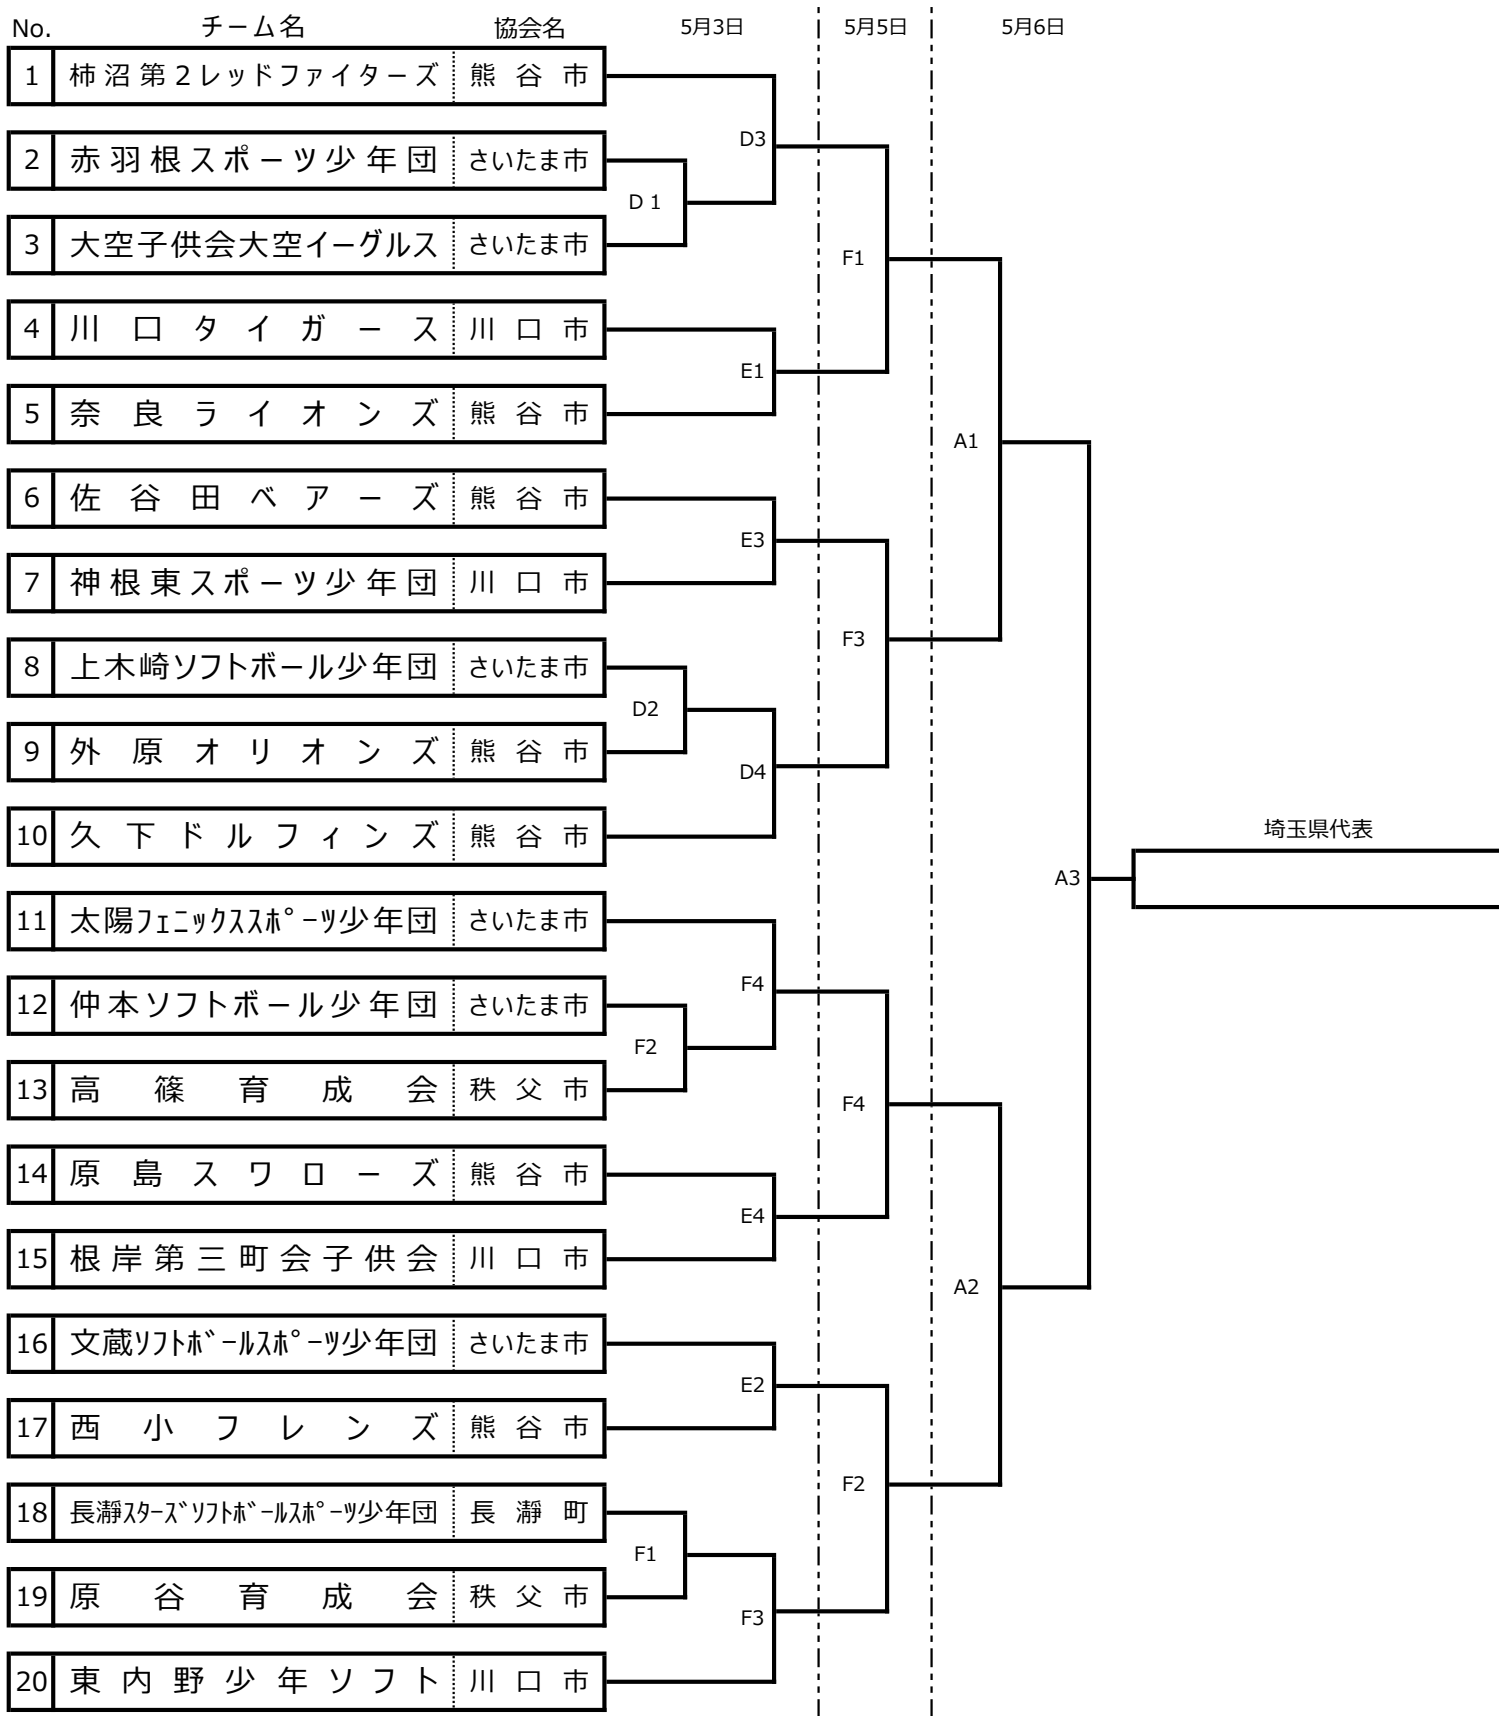 No. チーム名 協会名 5月3日 5月5日 5月6日
1 柿沼第2レッドファイターズ 熊谷市
D3
2 赤羽根スポーツ少年団 さいたま市
D 1
3 大空子供会大空イーグルス さいたま市
F1
4 川口タイガース 川口市
E1
5 奈良ライオンズ 熊谷市
A1
6 佐谷田ベアーズ 熊谷市
E3
7 神根東スポーツ少年団 川口市
F3
8 上木崎ソフトボール少年団 さいたま市
D2
9 外原オリオンズ 熊谷市
D4
10 久下ドルフィンズ 熊谷市
埼玉県代表
A3
11 太陽フェニックススポーツ少年団 さいたま市
F4
12 仲本ソフトボール少年団 さいたま市
F2
13 高篠育成会 秩父市
F4
14 原島スワローズ 熊谷市
E4
15 根岸第三町会子供会 川口市
A2
16 文蔵ソフトボールスポーツ少年団 さいたま市
E2
17 西小フレンズ 熊谷市
F2
18 長瀞スターズソフトボールスポーツ少年団 長瀞町
F1
19 原谷育成会 秩父市
F3
20 東内野少年ソフト 川口市